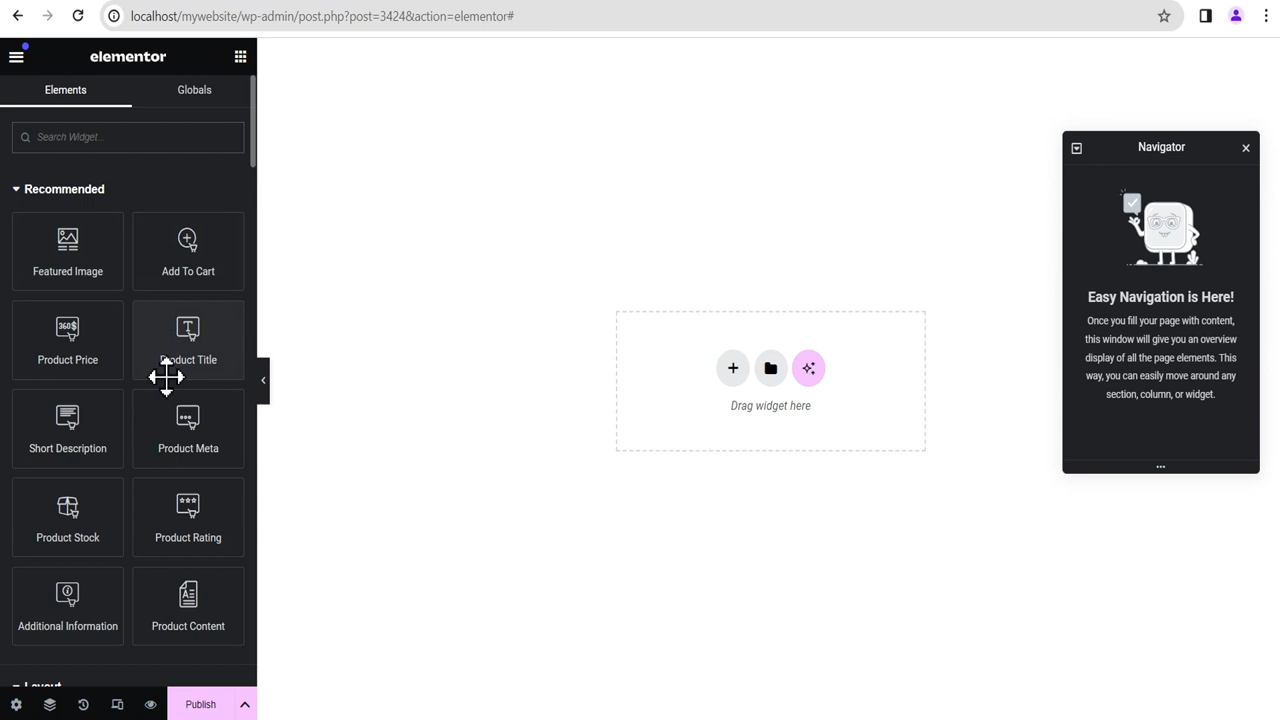 localhost/mywebsite/wp-admin/post.php?post=3424&action=elementor#
elementor
Elements
Globals
Search Widget...
Recommended
Featured Image
Add To Cart
360$
Product Price
Product Title
Short Description
Product Meta
Product Stock
Product Rating
Additional Information
Product Content
Layout
Publish
Drag widget here
Navigator
Easy Navigation is Here!
Once you fill your page with content,
this window will give you an overview
display of all the page elements. This
way, you can easily move around any
section, column, or widget.